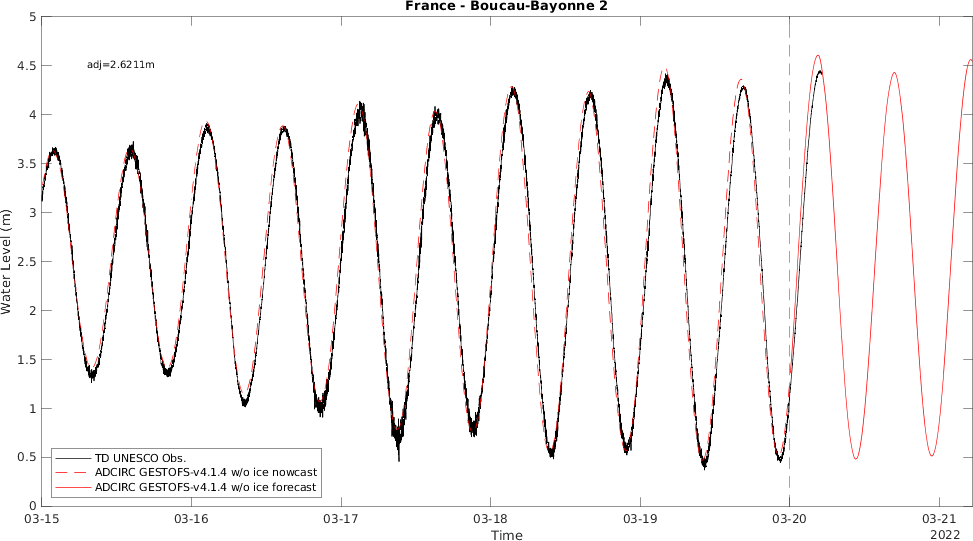 France - Boucau-Bayonne 2
adj=2.6211m
Water Level (m)
5
4.5
4
3.5
3
2.5
2
1.5
1
0.5
0
TD UNESCO Obs.
ADCIRC GESTOFS-v4.1.4 w/o ice nowcast
ADCIRC GESTOFS-v4.1.4 w/o ice forecast
03-15 03-16 03-17 03-18 03-19 03-20 03-21
Time
2022